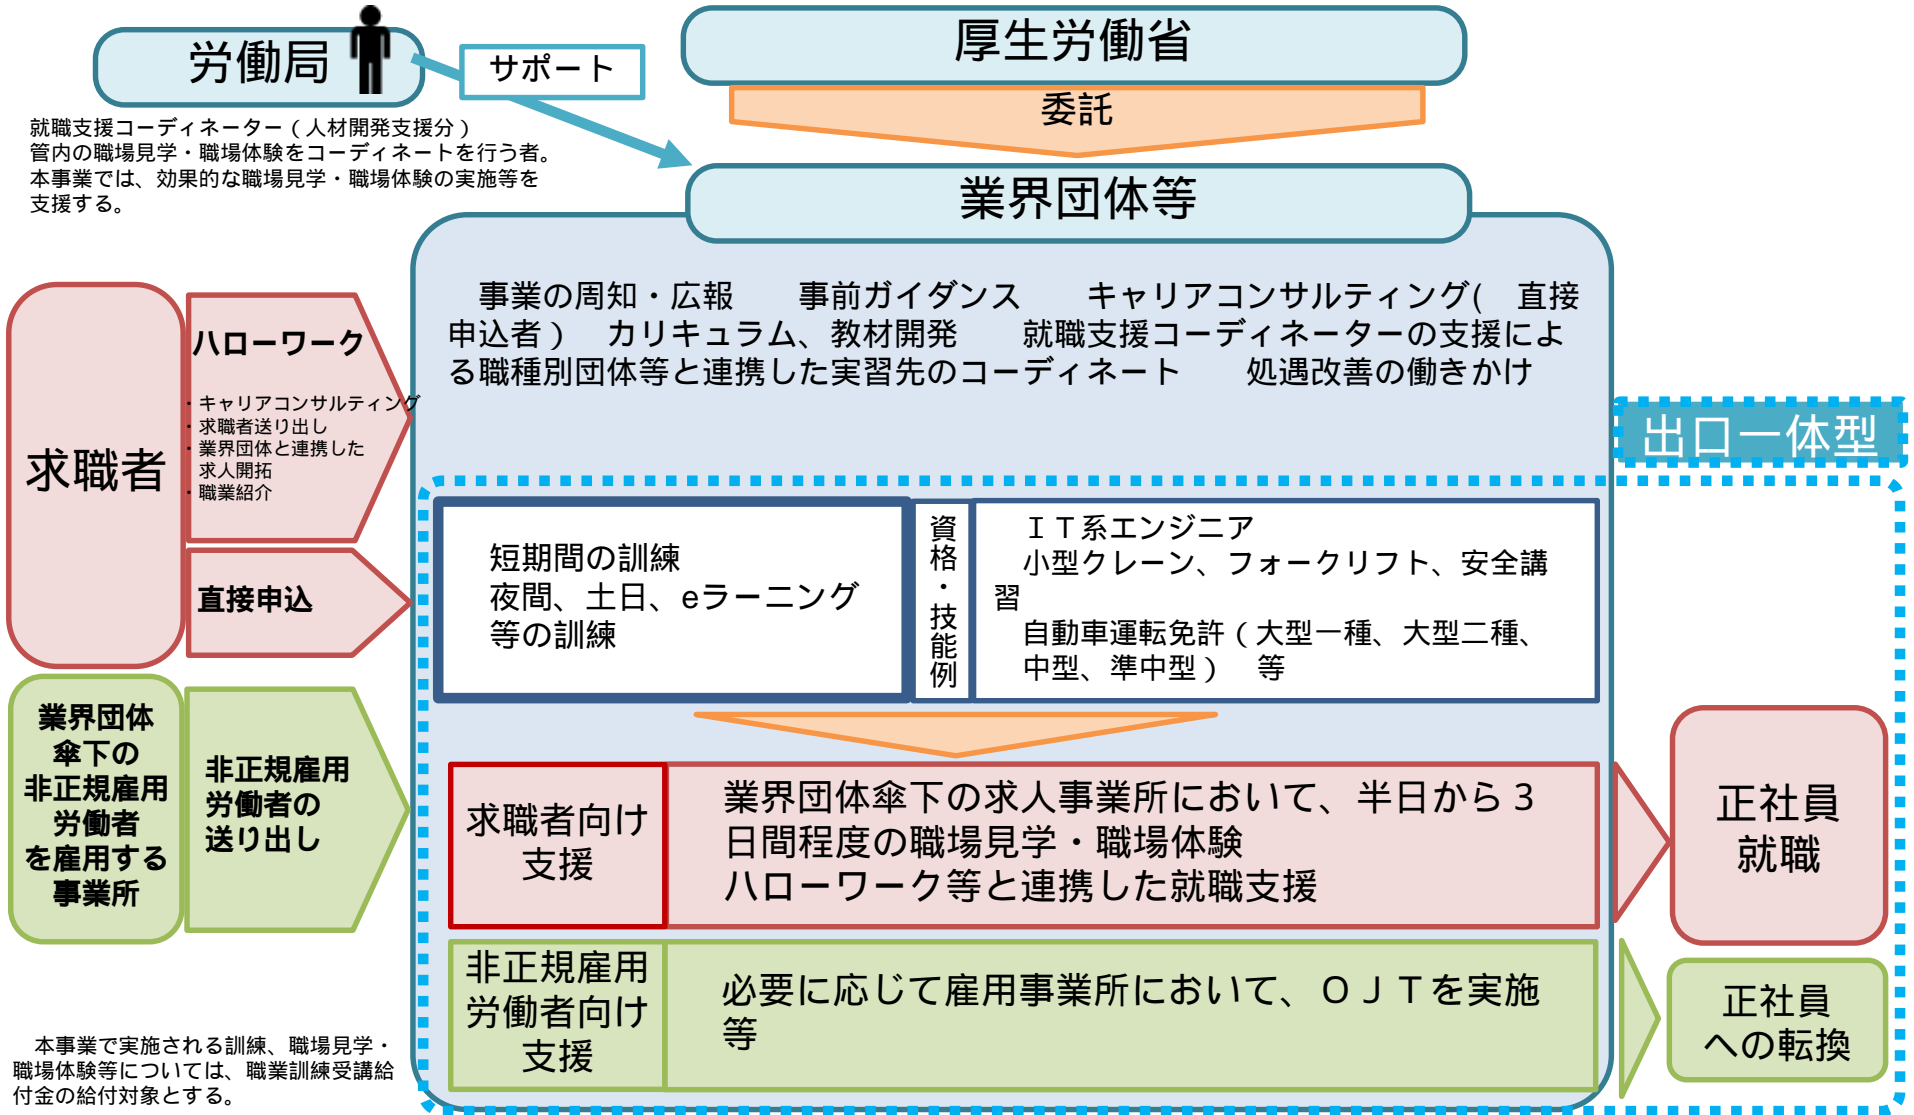 労働局
サポート
厚生労働省
委託
就職支援コーディネーター（人材開発支援分）
管内の職場見学・職場体験をコーディネートを行う者。
本事業では、効果的な職場見学・職場体験の実施等を
支援する。
業界団体等
事業の周知・広報　　事前ガイダンス　　キャリアコンサルティング(　直接
申込者）　カリキュラム、教材開発　　就職支援コーディネーターの支援によ
る職種別団体等と連携した実習先のコーディネート　　処遇改善の働きかけ
求職者
ハローワーク
・キャリアコンサルティング
・求職者送り出し
・業界団体と連携した
求人開拓
・職業紹介
直接申込
出口一体型
短期間の訓練
夜間、土日、eラーニング
等の訓練
資格・技能例
ＩＴ系エンジニア
小型クレーン、フォークリフト、安全講
習
自動車運転免許（大型一種、大型二種、
中型、準中型）　等
業界団体
傘下の
非正規雇用
労働者
を雇用する
事業所
非正規雇用
労働者の
送り出し
求職者向け
支援
業界団体傘下の求人事業所において、半日から３
日間程度の職場見学・職場体験
ハローワーク等と連携した就職支援
正社員
就職
非正規雇用
労働者向け
支援
必要に応じて雇用事業所において、ＯＪＴを実施
等
正社員
への転換
本事業で実施される訓練、職場見学・
職場体験等については、職業訓練受講給
付金の給付対象とする。